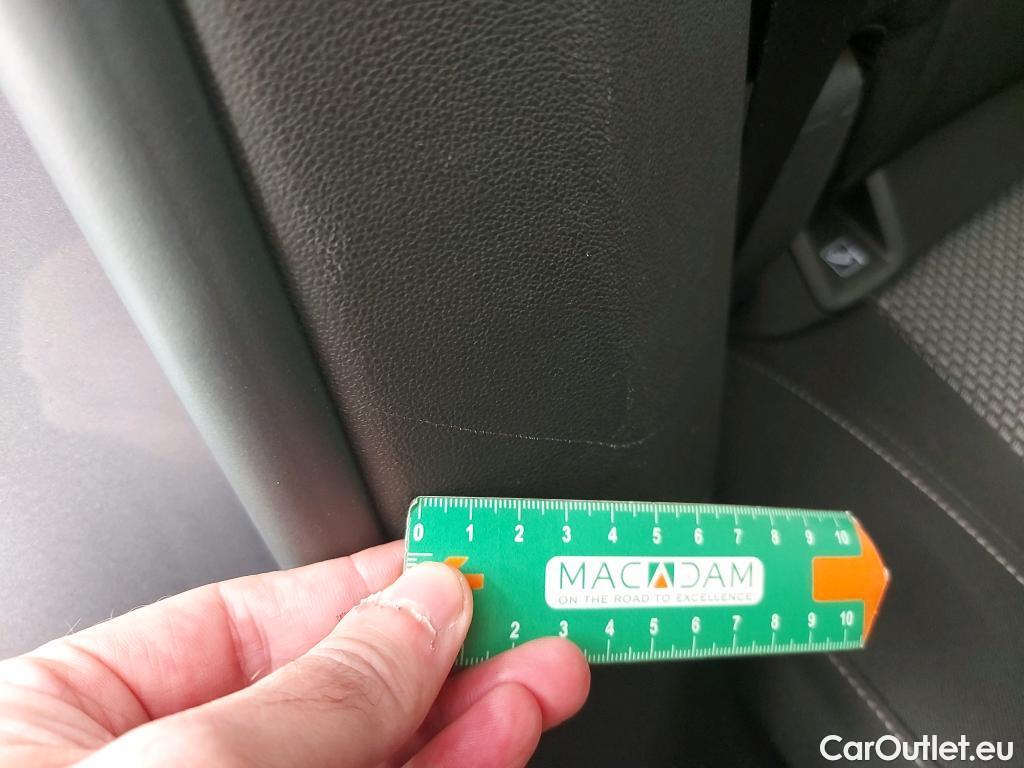 0 1 2 3 4 5 6 7 8 9 10
MACADAM
ON THE ROAD TO EXCELLENCE
2 3 4 5 6 7 8 9 10
CarOutlet.eu